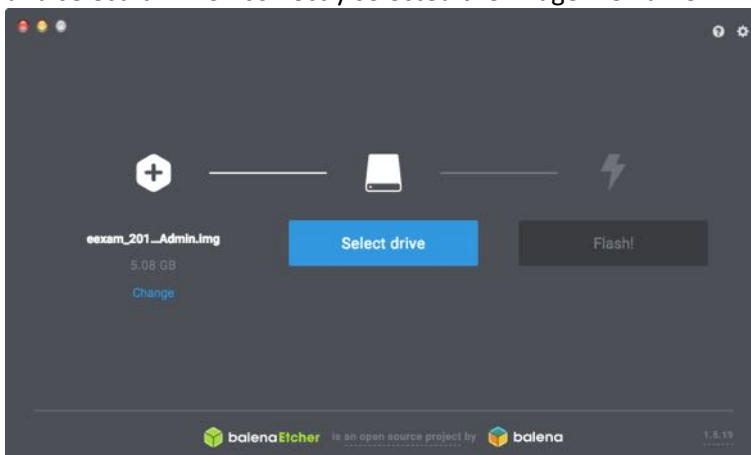 eexam_201...Admin.img
5.08 GB
Change
Select drive
Flash!
balenaEtcher is an open source project by balena
1.5.19